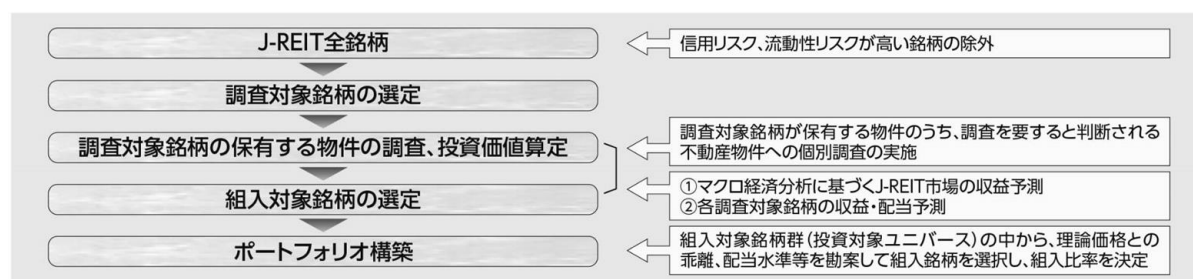 J-REIT全銘柄
信用リスク、流動性リスクが高い銘柄の除外
調査対象銘柄の選定
調査対象銘柄の保有する物件の調査、投資価値算定
調査対象銘柄が保有する物件のうち、調査を要すると判断される
不動産物件への個別調査の実施
組入対象銘柄の選定
①マクロ経済分析に基づくJ-REIT市場の収益予測
②各調査対象銘柄の収益・配当予測
ポートフォリオ構築
組入対象銘柄群(投資対象ユニバース)の中から、理論価格との
乖離、配当水準等を勘案して組入銘柄を選択し、組入比率を決定